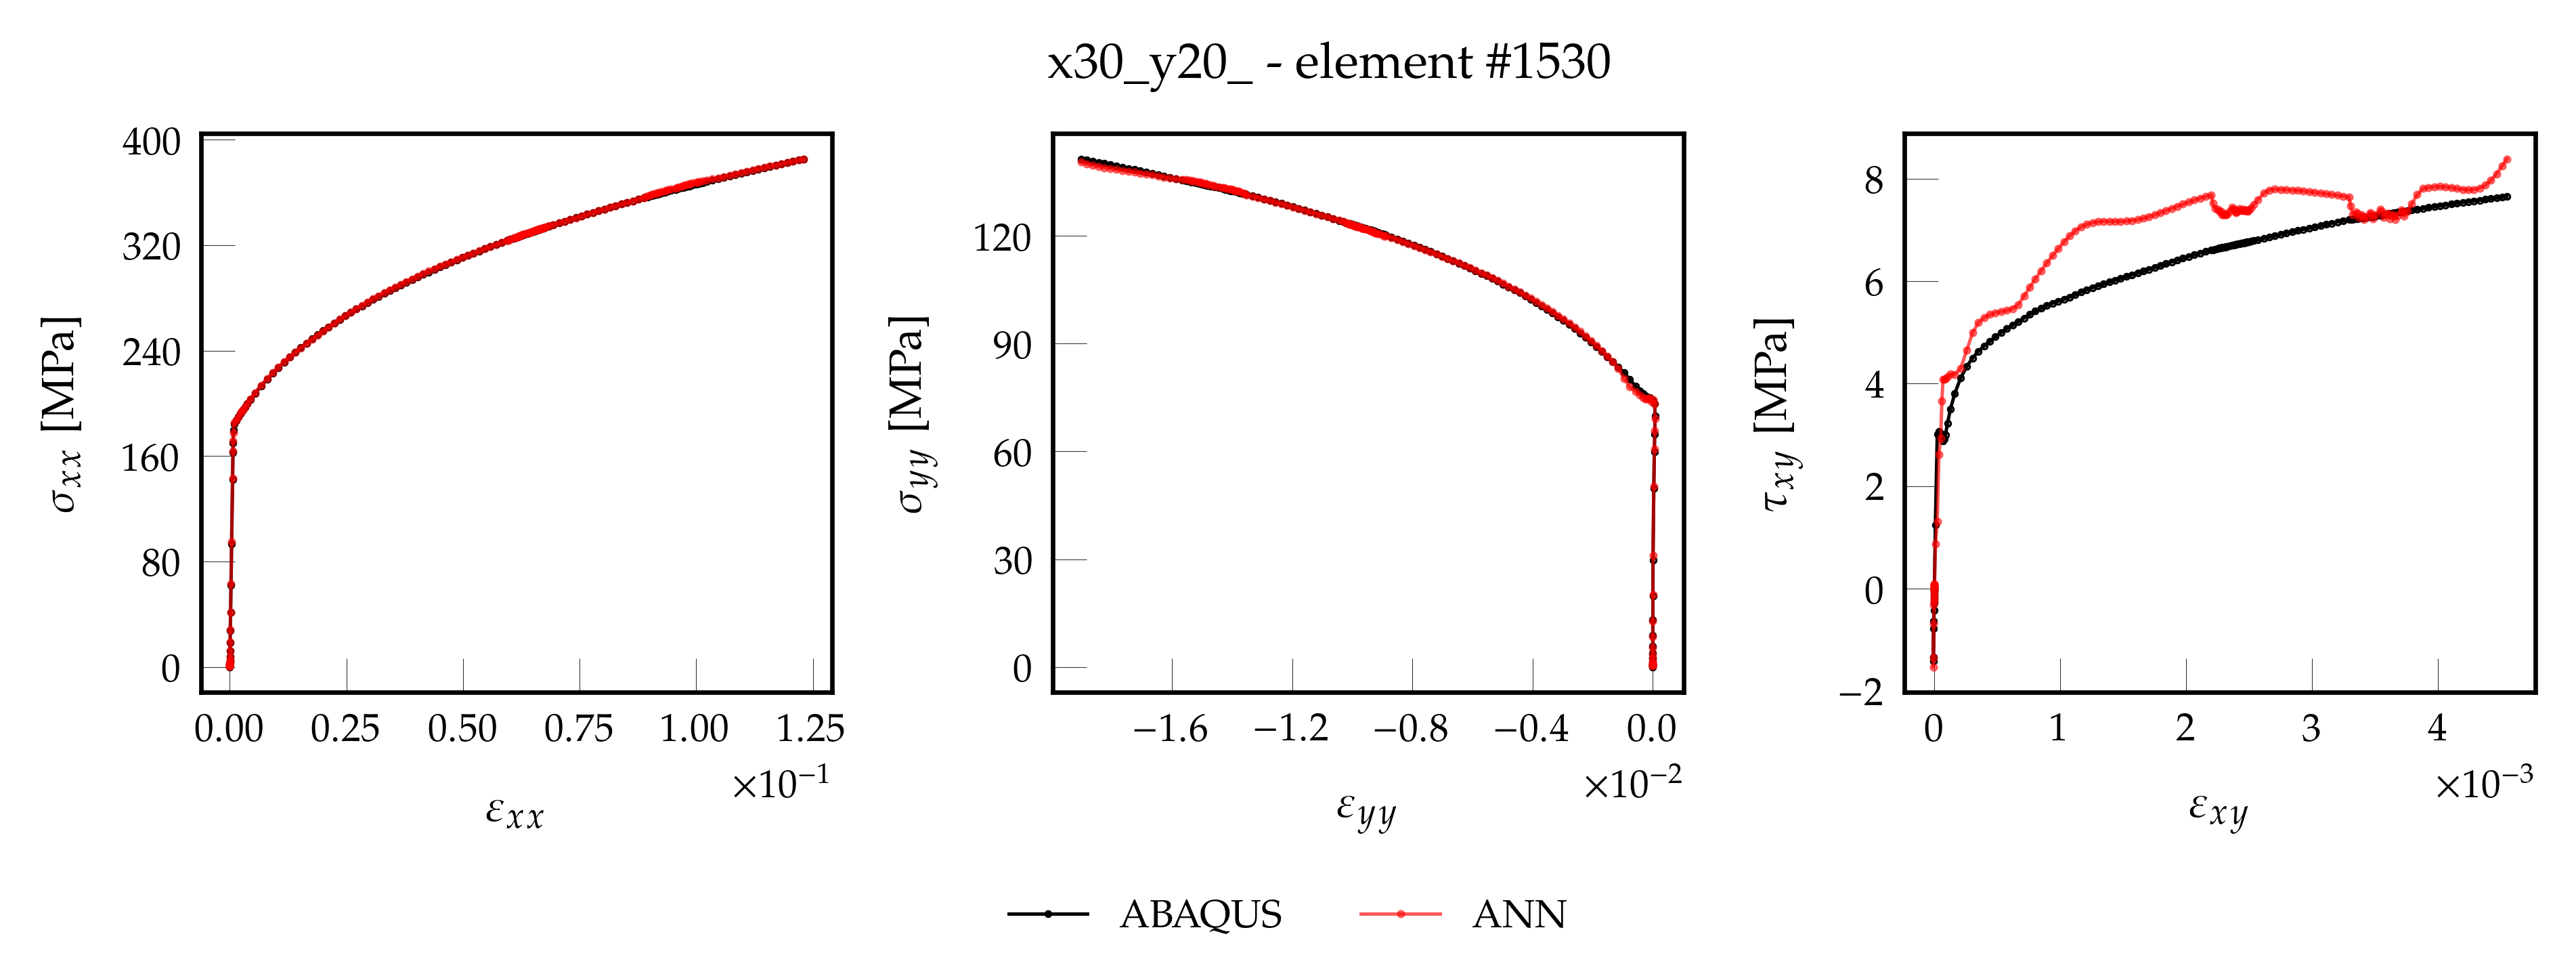 x30_y20_ - element #1530
400
320
240
160
80
0
σxx [MPa]
0.00 0.25 0.50 0.75 1.00 1.25
×10⁻¹
εxx
120
90
60
30
0
σyy [MPa]
−1.6 −1.2 −0.8 −0.4 0.0
×10⁻²
εyy
8
6
4
2
0
−2
τxy [MPa]
0 1 2 3 4
×10⁻³
εxy
ABAQUS ANN